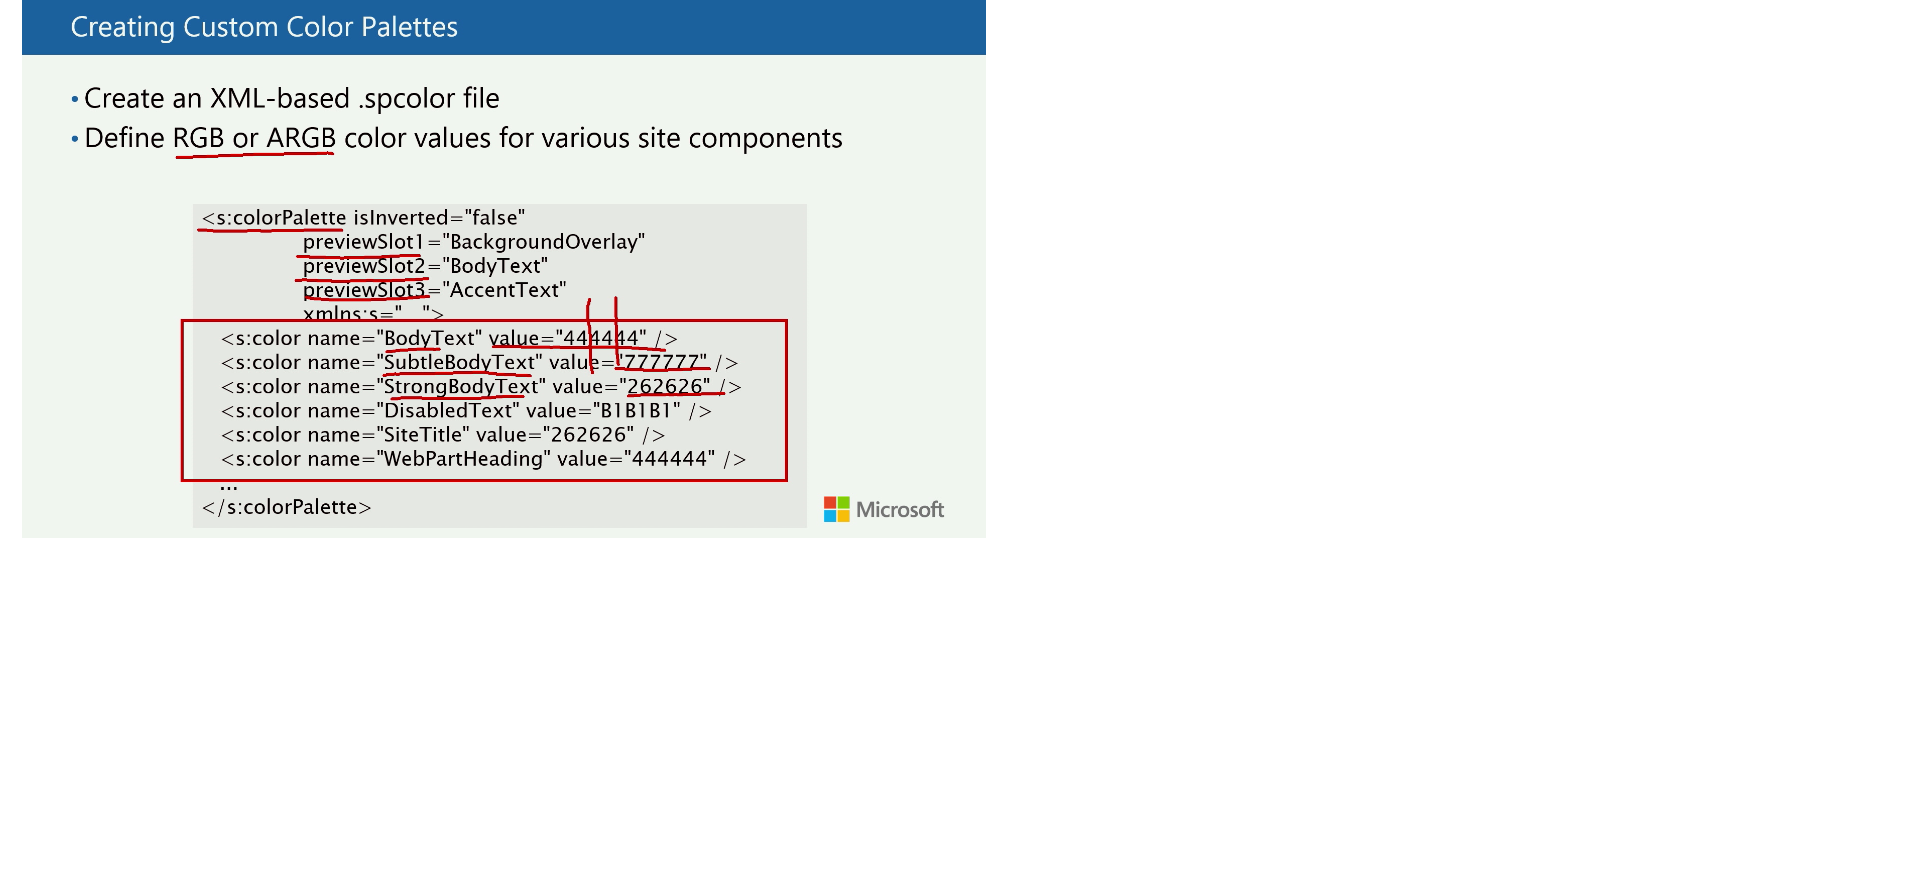 Creating Custom Color Palettes
• Create an XML-based .spcolor file
• Define RGB or ARGB color values for various site components
<s:colorPalette isInverted="false"
previewSlot1="BackgroundOverlay"
previewSlot2="BodyText"
previewSlot3="AccentText"
xmlns:s="...">
<s:color name="BodyText" value="444444" />
<s:color name="SubtleBodyText" value="777777" />
<s:color name="StrongBodyText" value="262626" />
<s:color name="DisabledText" value="B1B1B1" />
<s:color name="SiteTitle" value="262626" />
<s:color name="WebPartHeading" value="444444" />
...
</s:colorPalette>
Microsoft